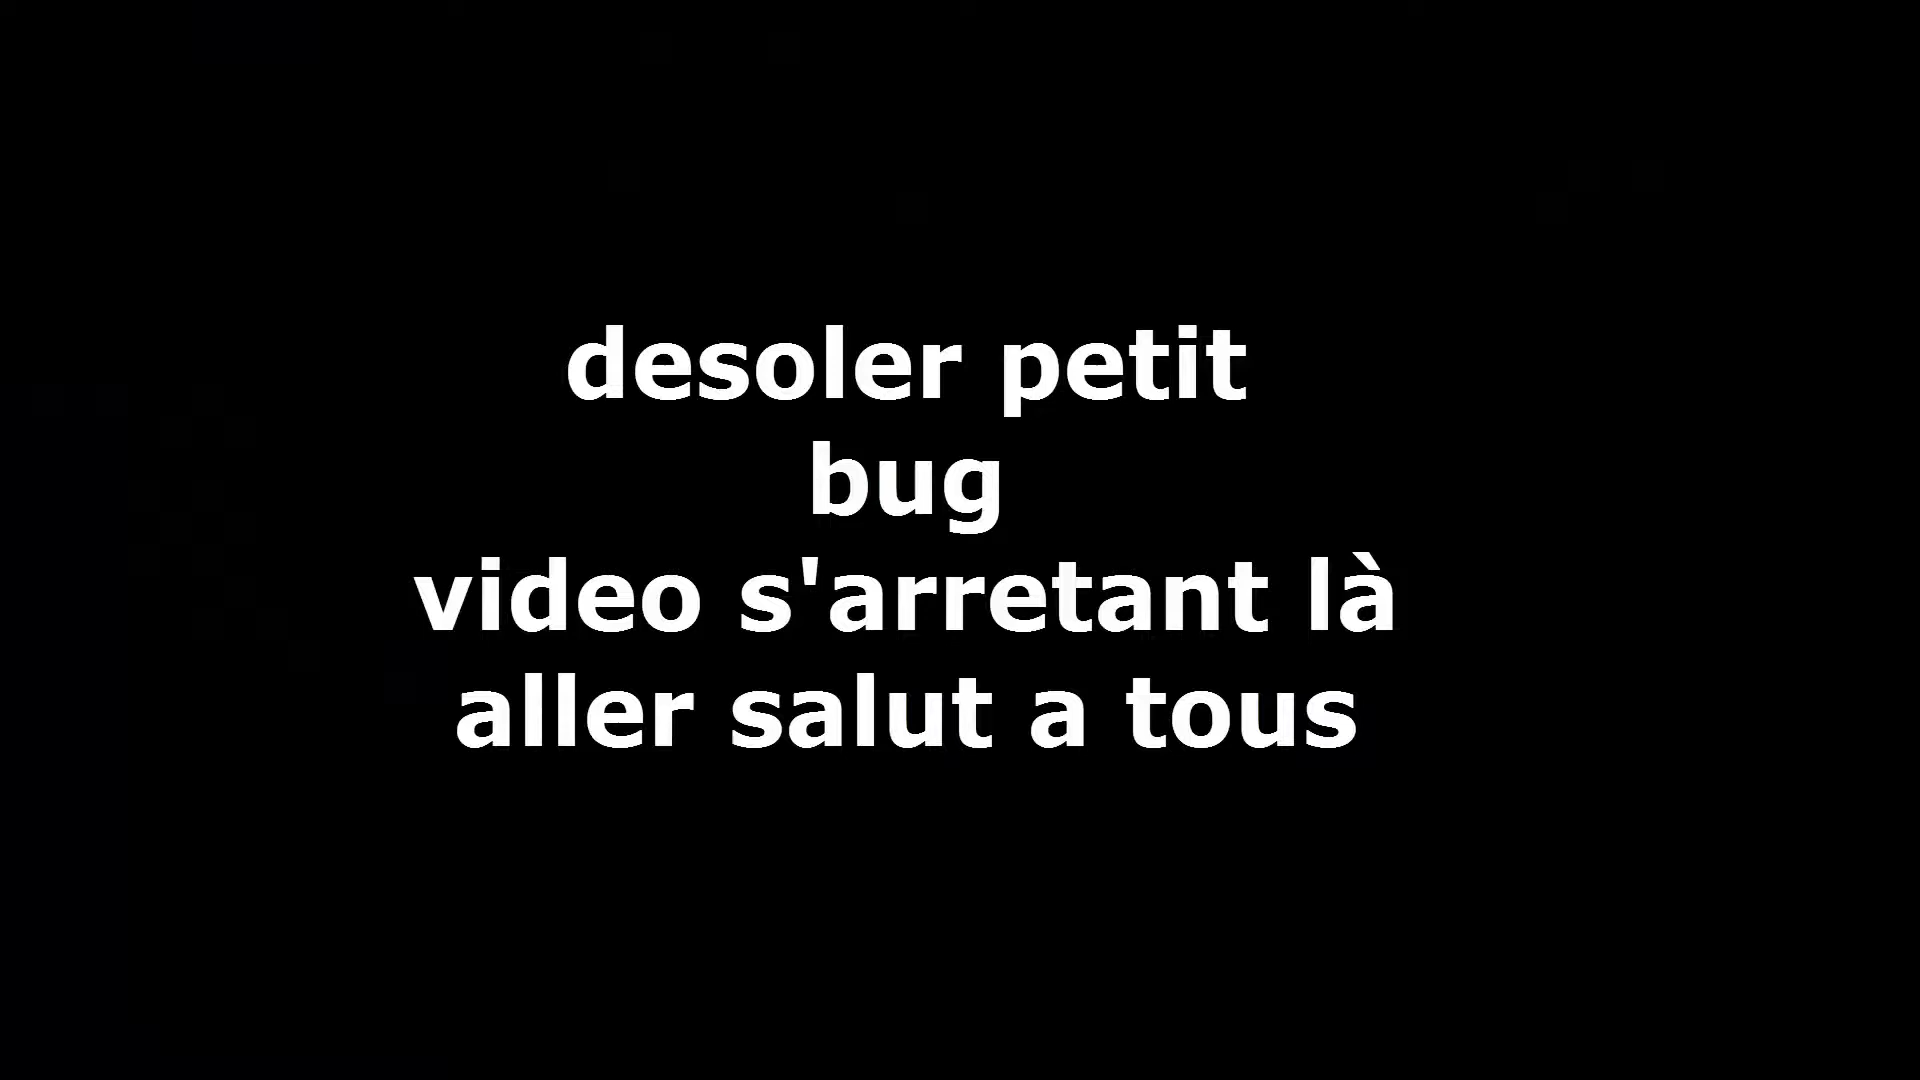 desoler petit
bug
video s'arretant là
aller salut a tous